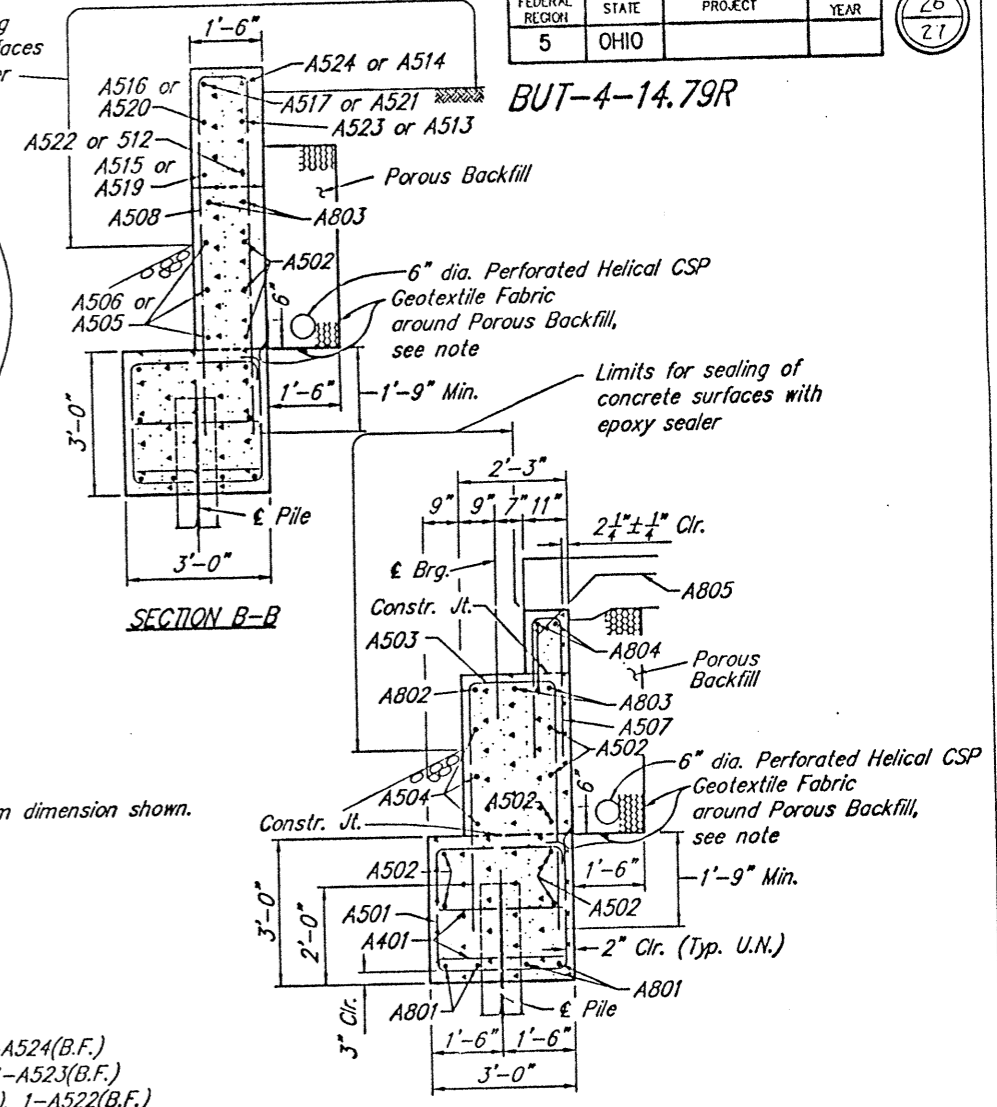 FEDERAL REGION
STATE
PROJECT
YEAR
5
OHIO
26
27
BUT-4-14.79R
1'-6"
A524 or A514
A516 or
A520
A517 or A521
A523 or A513
A522 or 512
A515 or
A519
Porous Backfill
A508
A803
A502
6" dia. Perforated Helical CSP
Geotextile Fabric
around Porous Backfill,
see note
6"
A506 or
A505
1'-6"
1'-9" Min.
3'-0"
℄ Pile
3'-0"
SECTION B-B
Limits for sealing of
concrete surfaces with
epoxy sealer
2'-3"
9"
9"
7"
11"
2 1/4" ± 1/4" Clr.
℄ Brg.
A805
Constr. Jt.
A503
A804
A802
Porous
Backfill
A803
A507
A502
6" dia. Perforated Helical CSP
Geotextile Fabric
around Porous Backfill,
see note
6"
A504
A502
dimension shown.
Constr. Jt.
A502
1'-6"
1'-9" Min.
A501
A502
3'-0"
2'-0"
A401
2" Clr. (Typ. U.N.)
A801
A801
3" Clr.
℄ Pile
1'-6"
1'-6"
3'-0"
-A524(B.F.)
-A523(B.F.)
1-A522(B.F.)